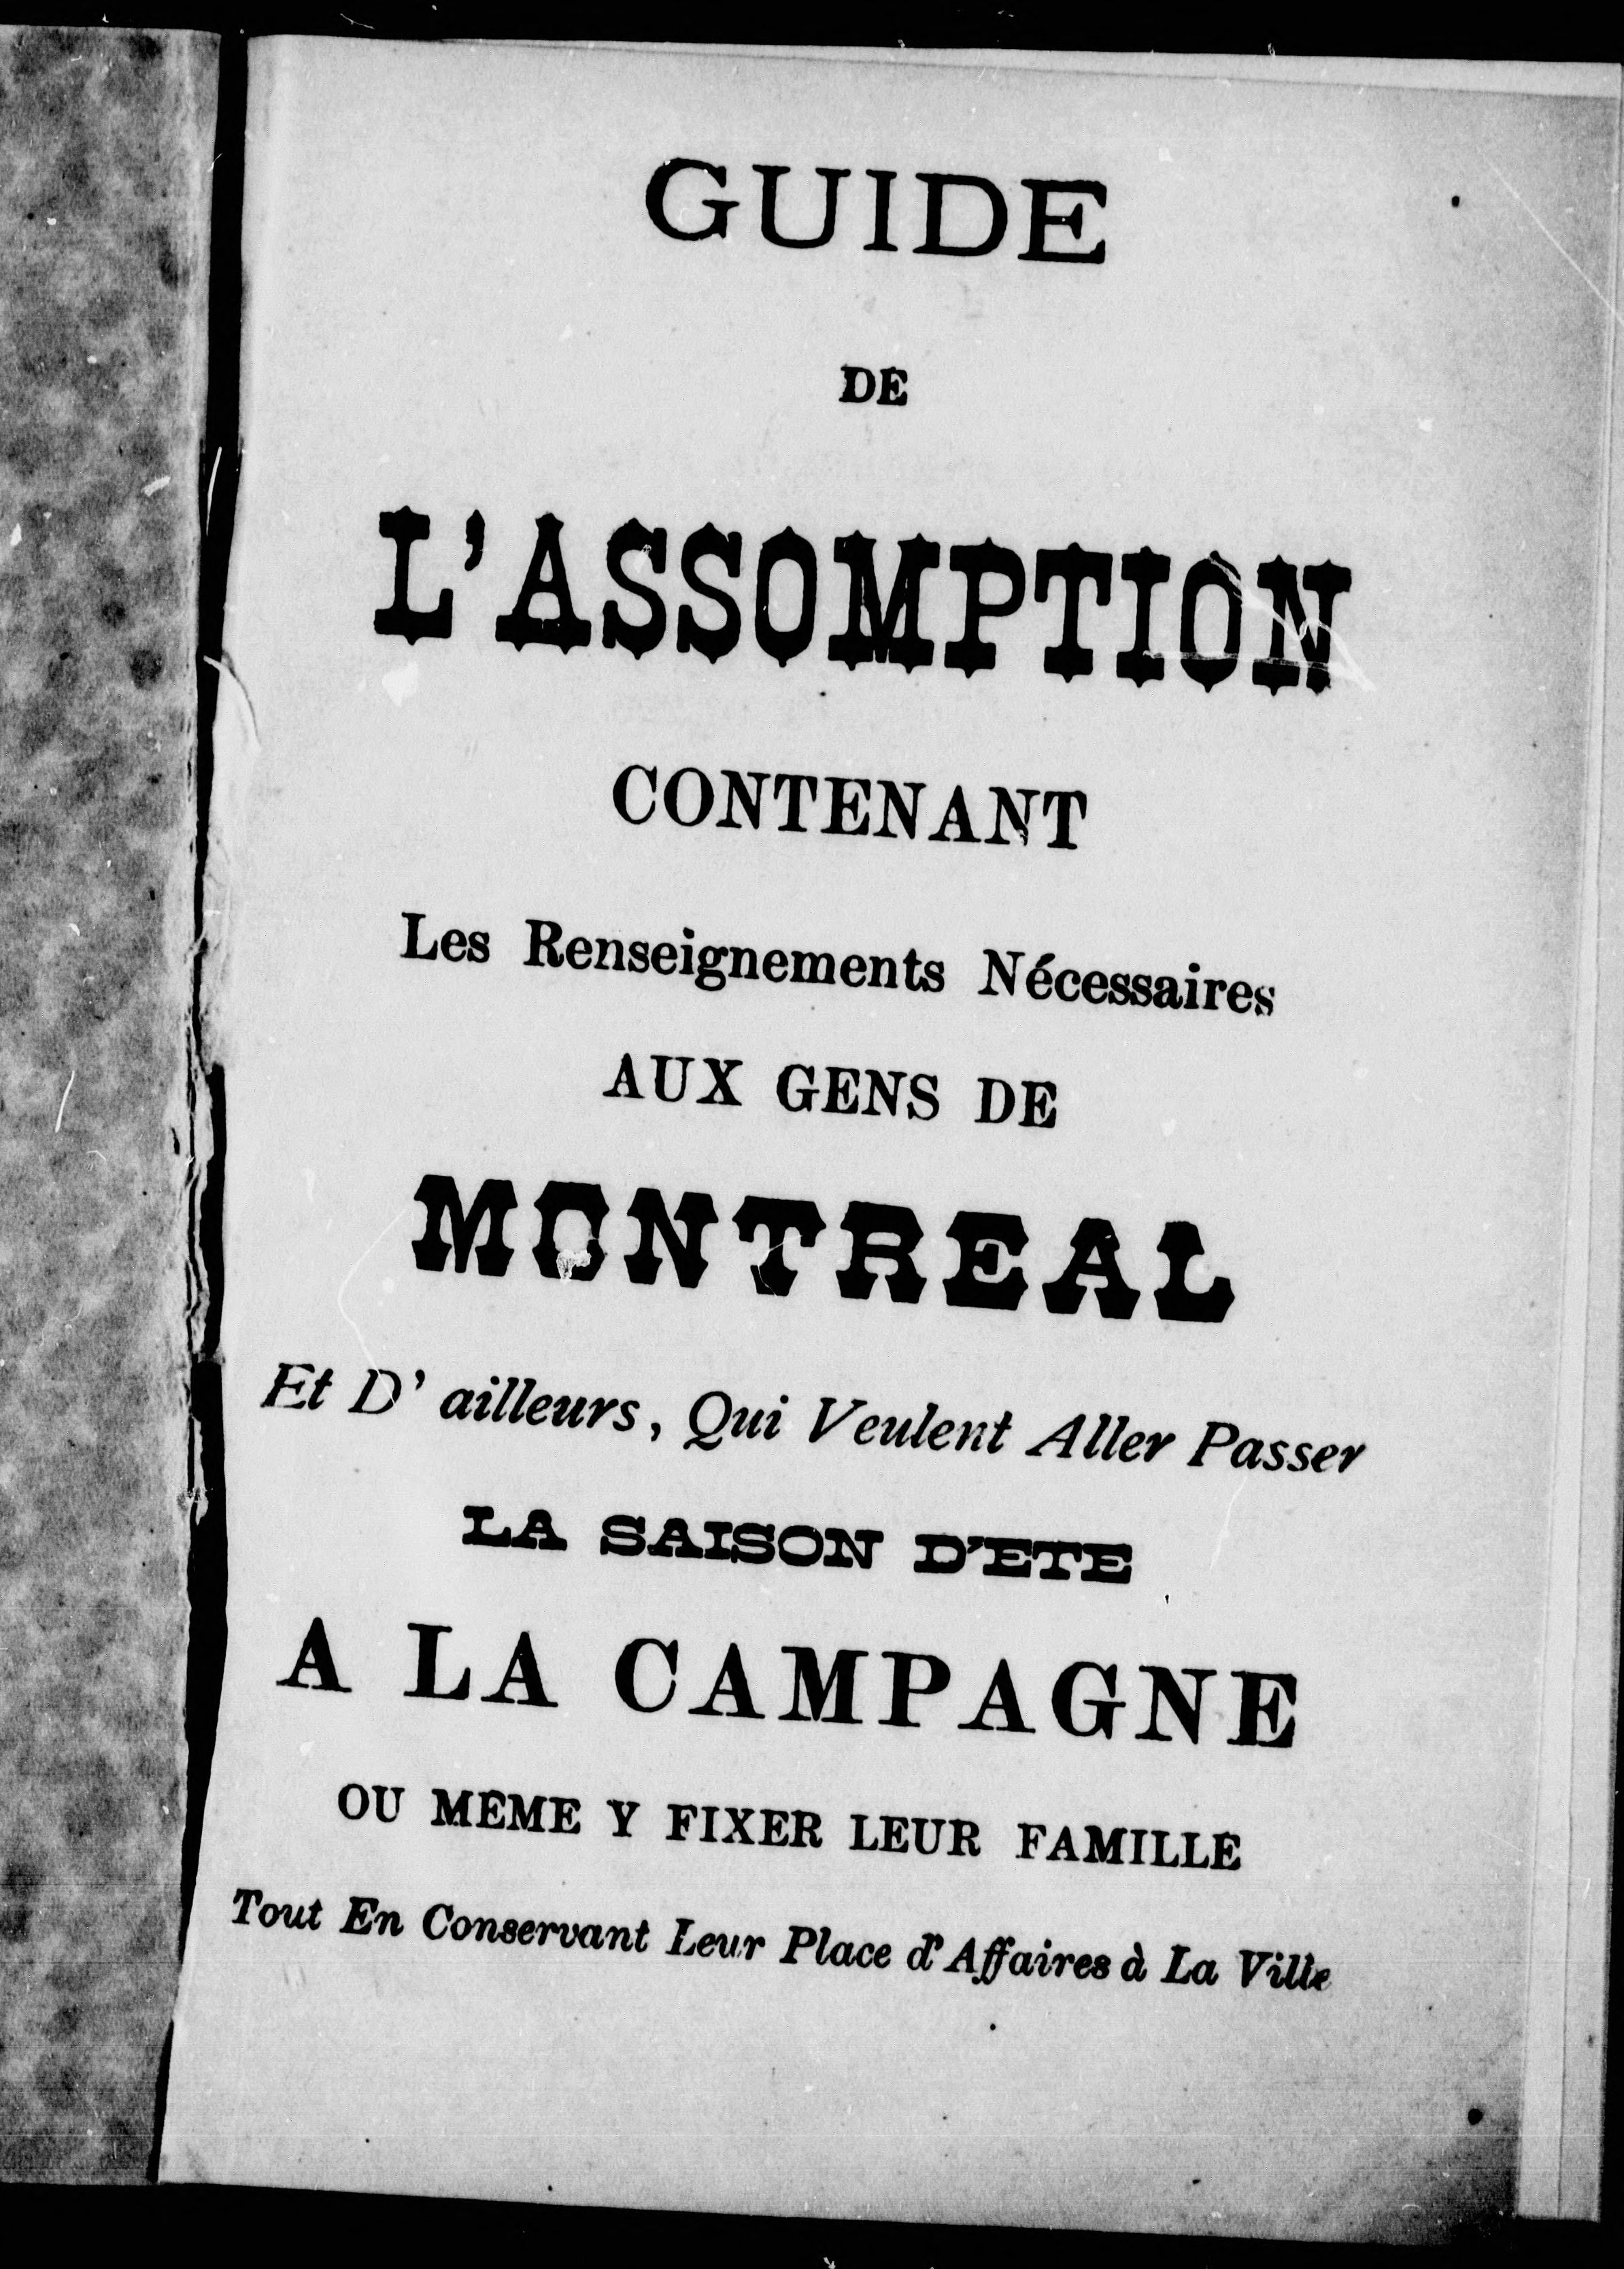 GUIDE
DE
L'ASSOMPTION
CONTENANT
Les Renseignements Nécessaires
AUX GENS DE
MONTREAL
Et D' ailleurs, Qui Veulent Aller Passer
LA SAISON D'ETE
A LA CAMPAGNE
OU MEME Y FIXER LEUR FAMILLE
Tout En Conservant Leur Place d'Affaires à La Ville